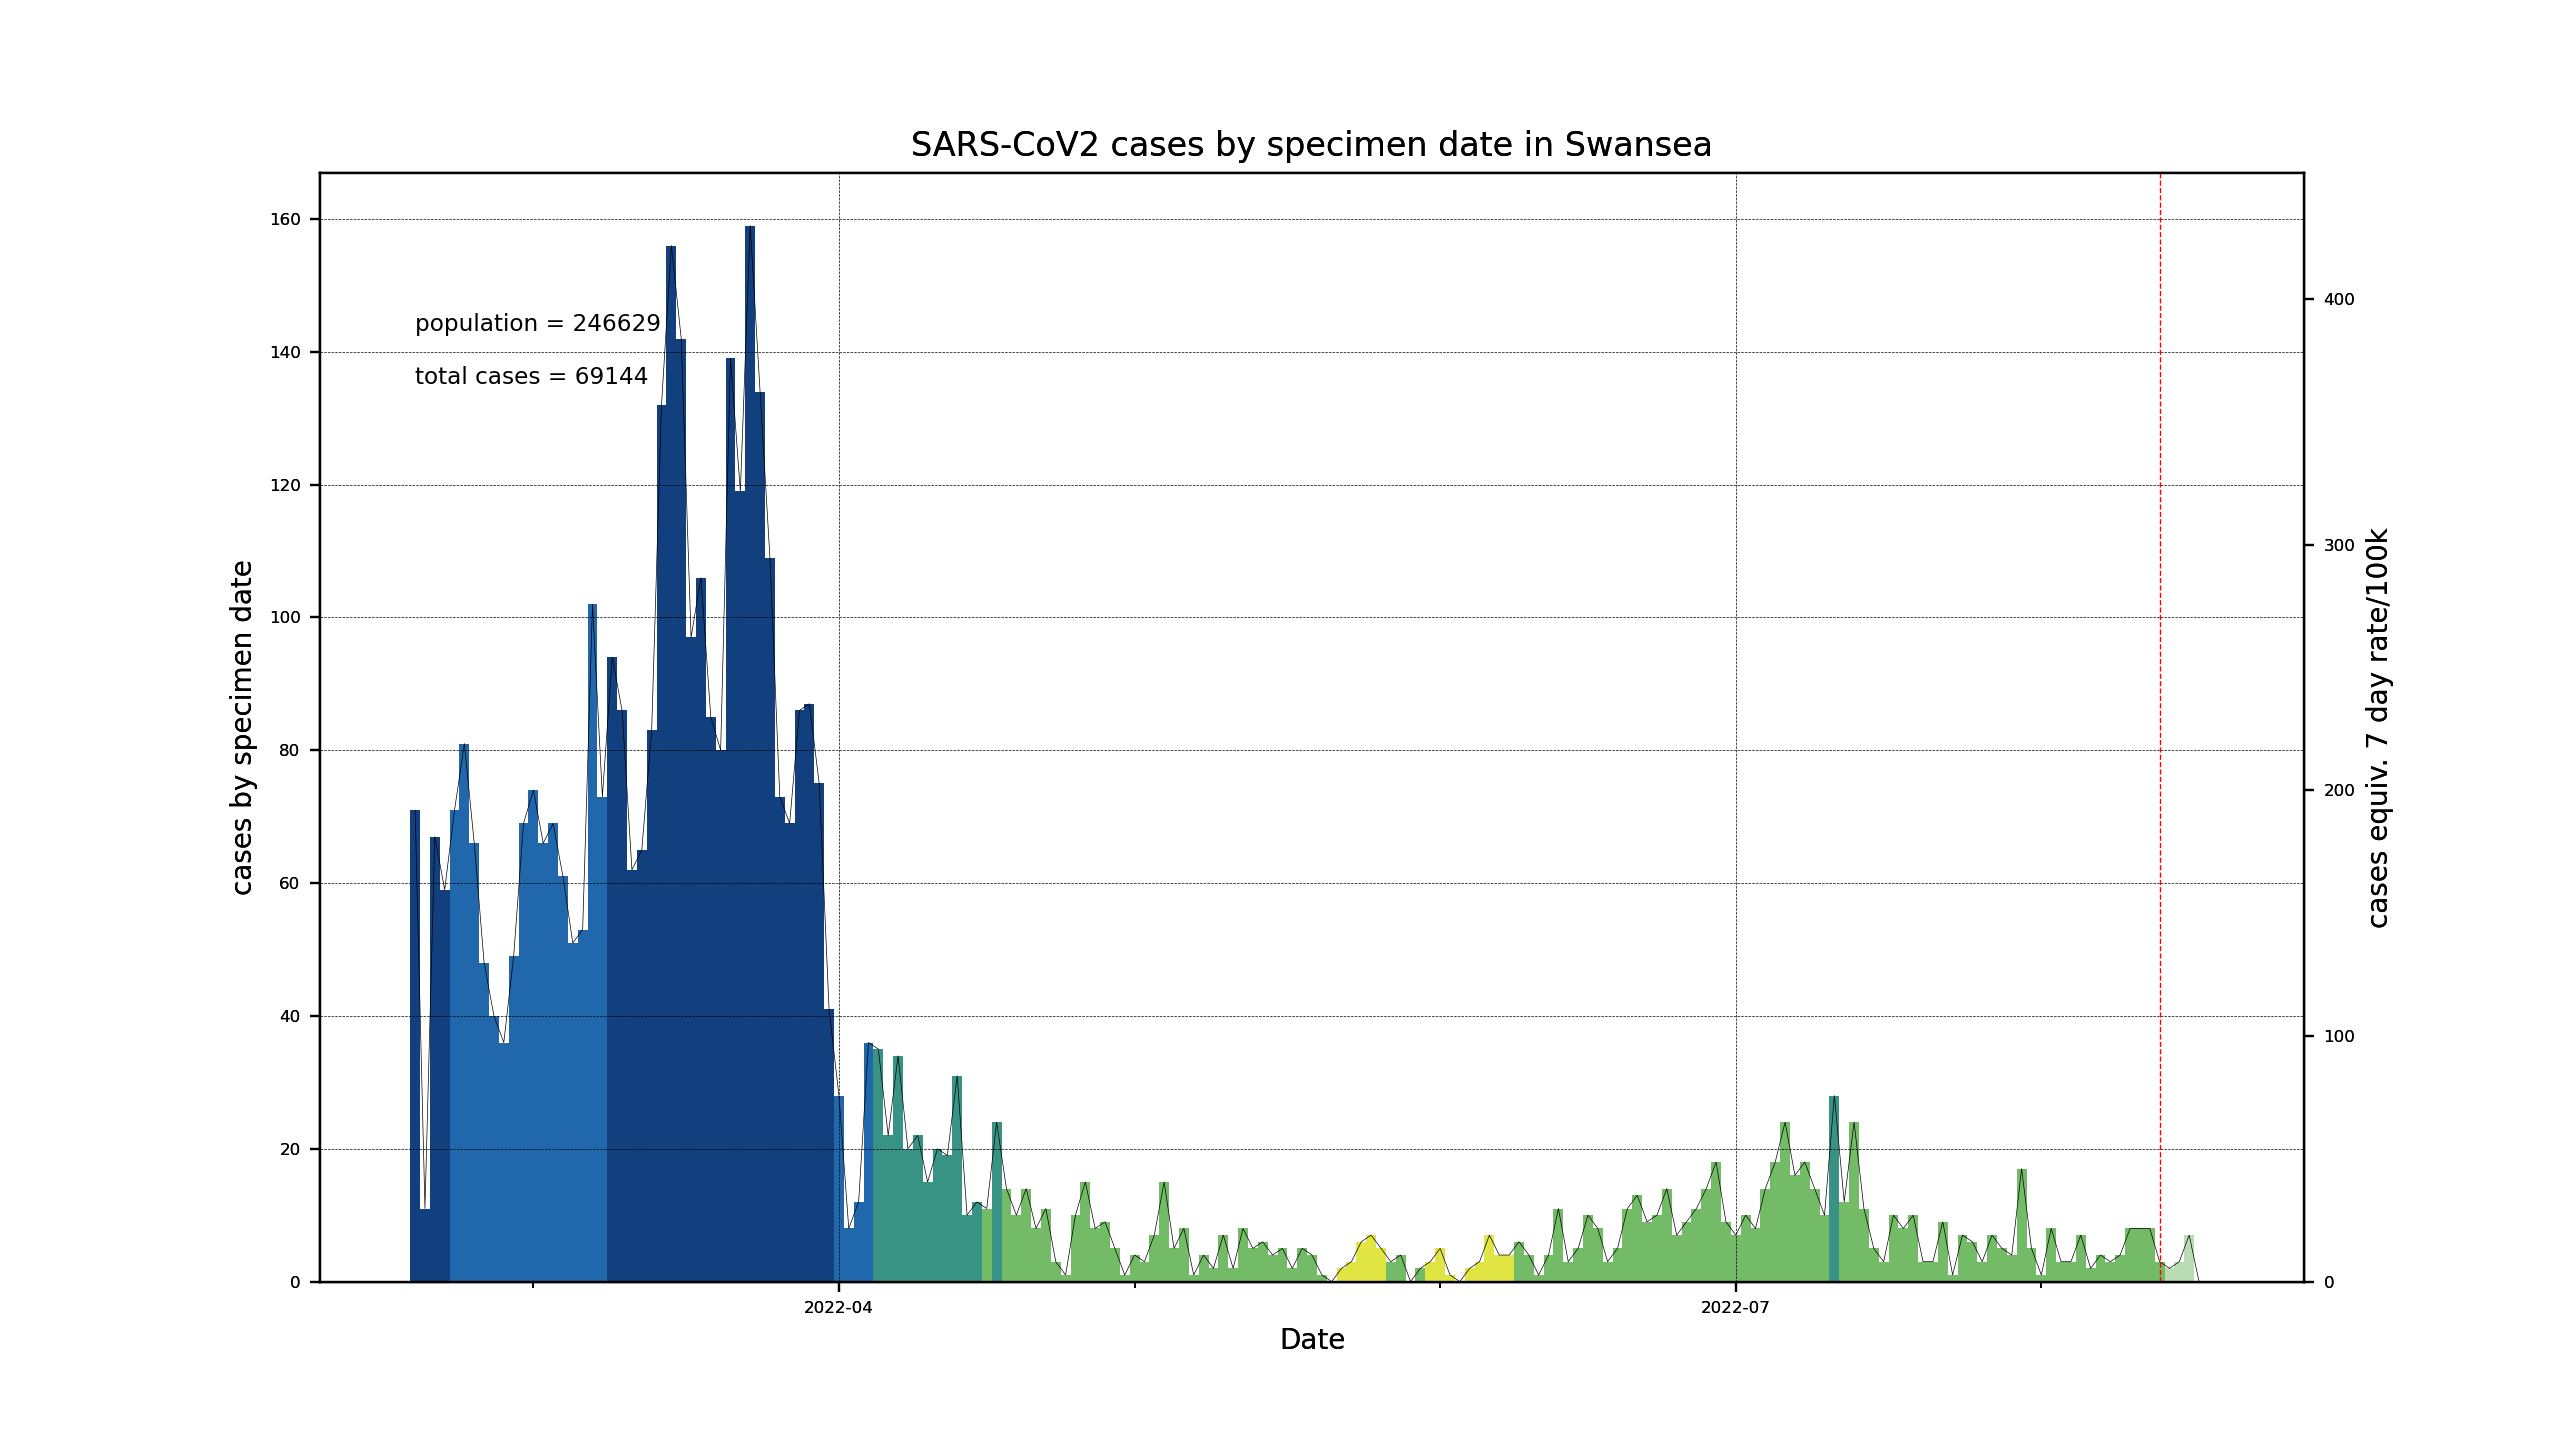 SARS-CoV2 cases by specimen date in Swansea
population = 246629
total cases = 69144
cases by specimen date
160
140
120
100
80
60
40
20
0
400
300
200
100
0
cases equiv. 7 day rate/100k
2022-04
2022-07
Date